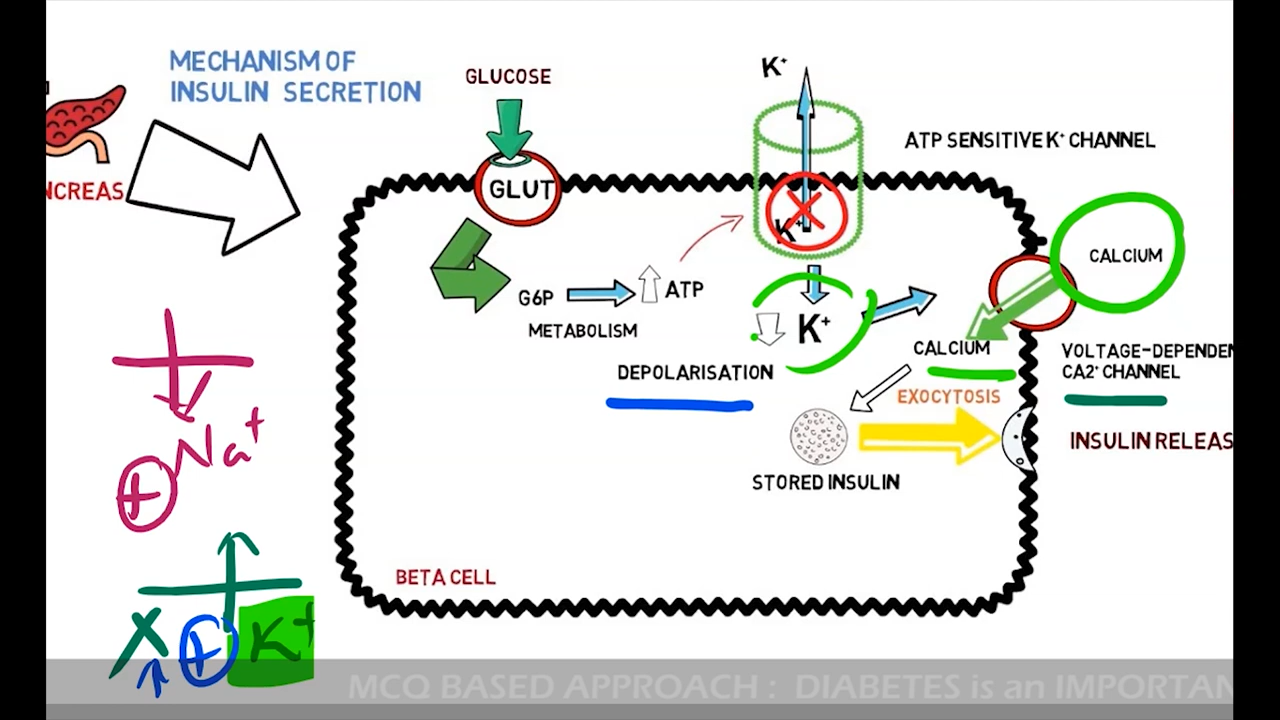 MECHANISM OF
INSULIN SECRETION
GLUCOSE
GLUT
K⁺
ATP SENSITIVE K⁺ CHANNEL
NCREAS
K⁺
CALCIUM
G6P
ATP
METABOLISM
K⁺
DEPOLARISATION
CALCIUM
VOLTAGE-DEPENDEN
CA2⁺ CHANNEL
EXOCYTOSIS
INSULIN RELEAS
STORED INSULIN
Na⁺
+
BETA CELL
X
+
K⁺
MCQ BASED APPROACH : DIABETES is an IMPORTAN